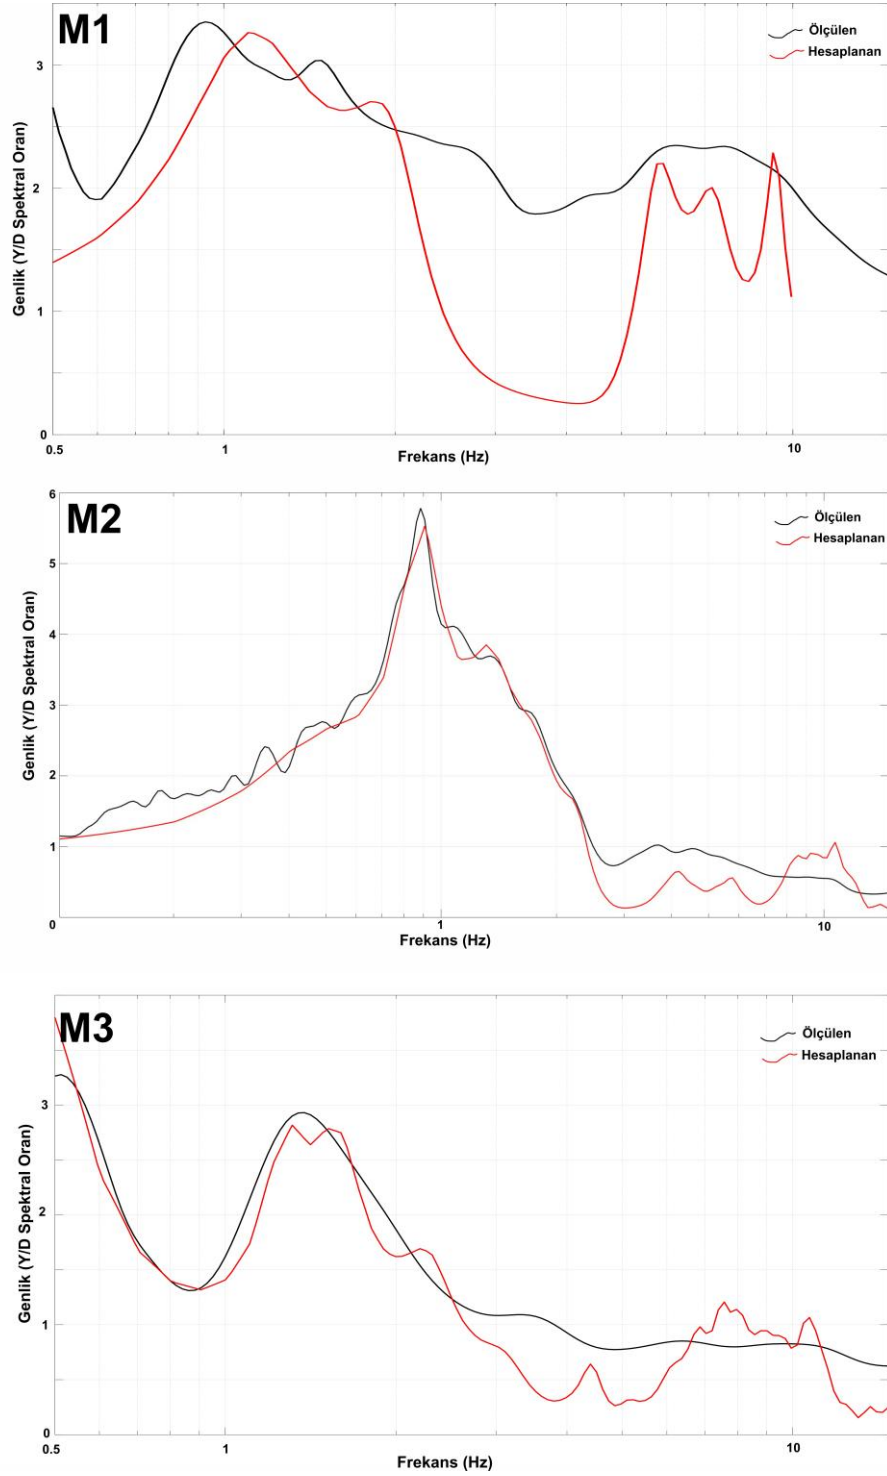 M1
Ölçülen
Hesaplanan
Genlik (Y/D Spektral Oran)
3
2
1
0
0.5 1 10
Frekans (Hz)
M2
Ölçülen
Hesaplanan
Genlik (Y/D Spektral Oran)
6
5
4
3
2
1
0
1 10
Frekans (Hz)
M3
Ölçülen
Hesaplanan
Genlik (Y/D Spektral Oran)
3
2
1
0
0.5 1 10
Frekans (Hz)